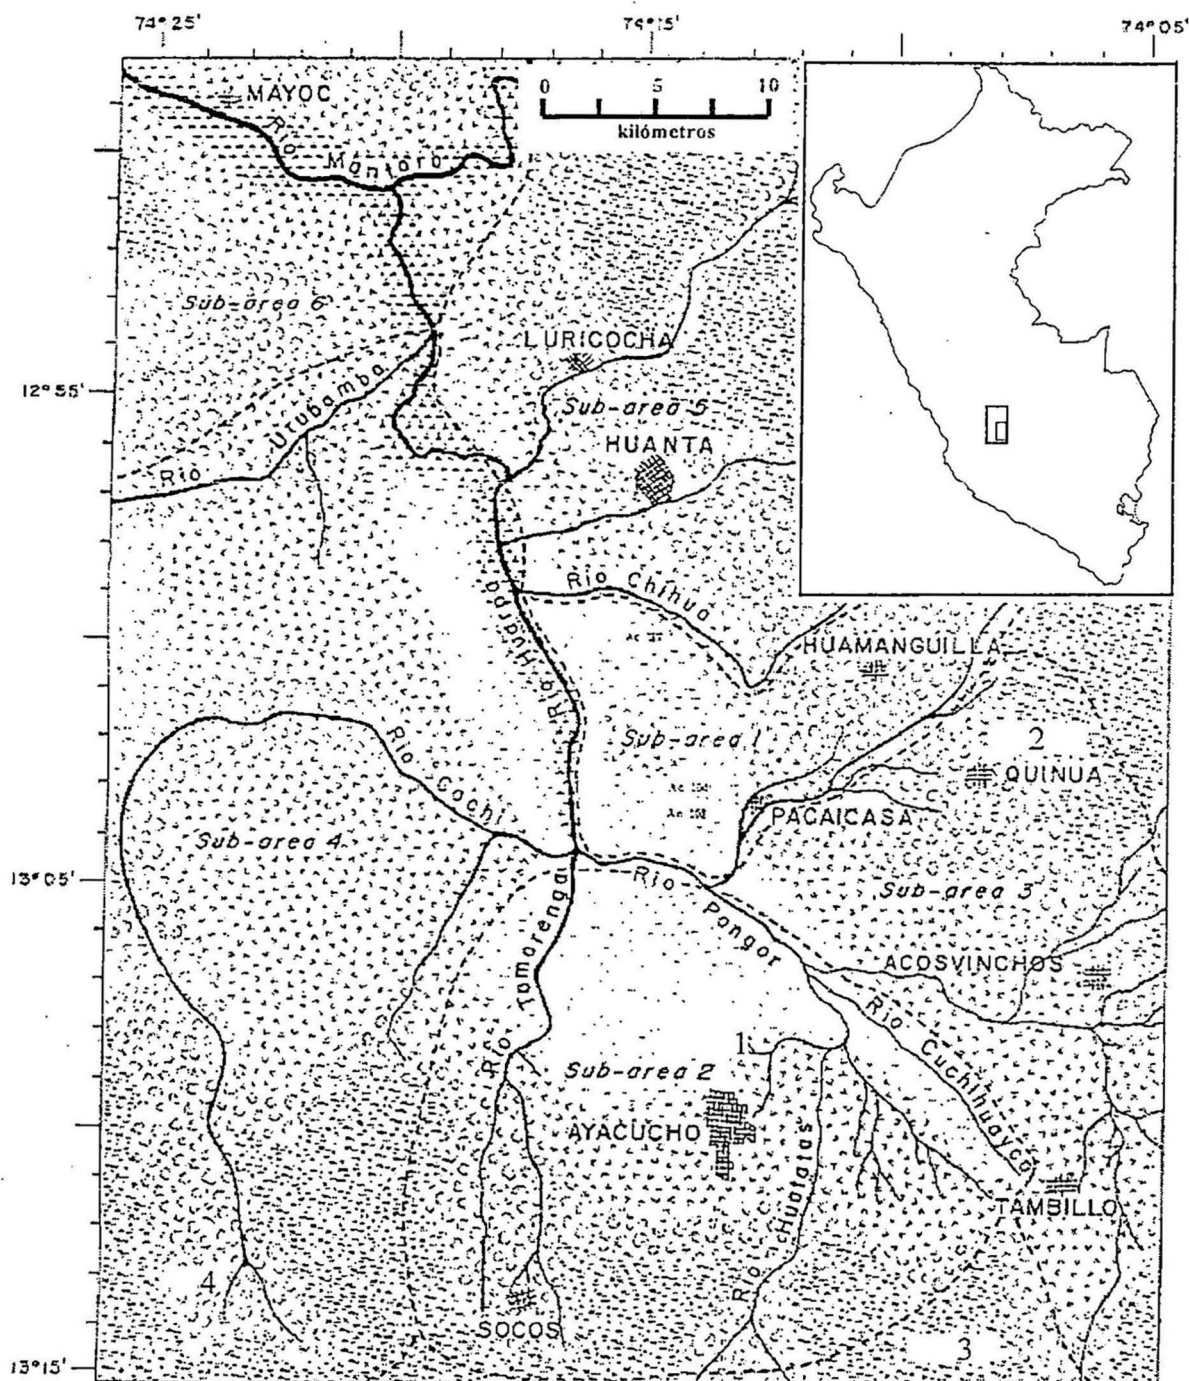 74°25'
74°15'
74°05'
MAYOC
0 5 10
kilómetros
Río Mantaro
Sub-area 6
LURICOCHA
12°55'
Río Urubamba
Sub-area 5
HUANTA
Río Chihua
Río Huarpa
HUAMANGUILLA
Sub-area 1
2
QUINUA
Río Cachi
PACAICASA
Sub-area 4
13°05'
Río Pongor
Sub-area 3
Río Tomorenga
ACOSVINCHOS
1
Río Cuchihuayco
Sub-area 2
AYACUCHO
Río Huatatas
TAMBILLO
4
SOCOS
3
13°15'